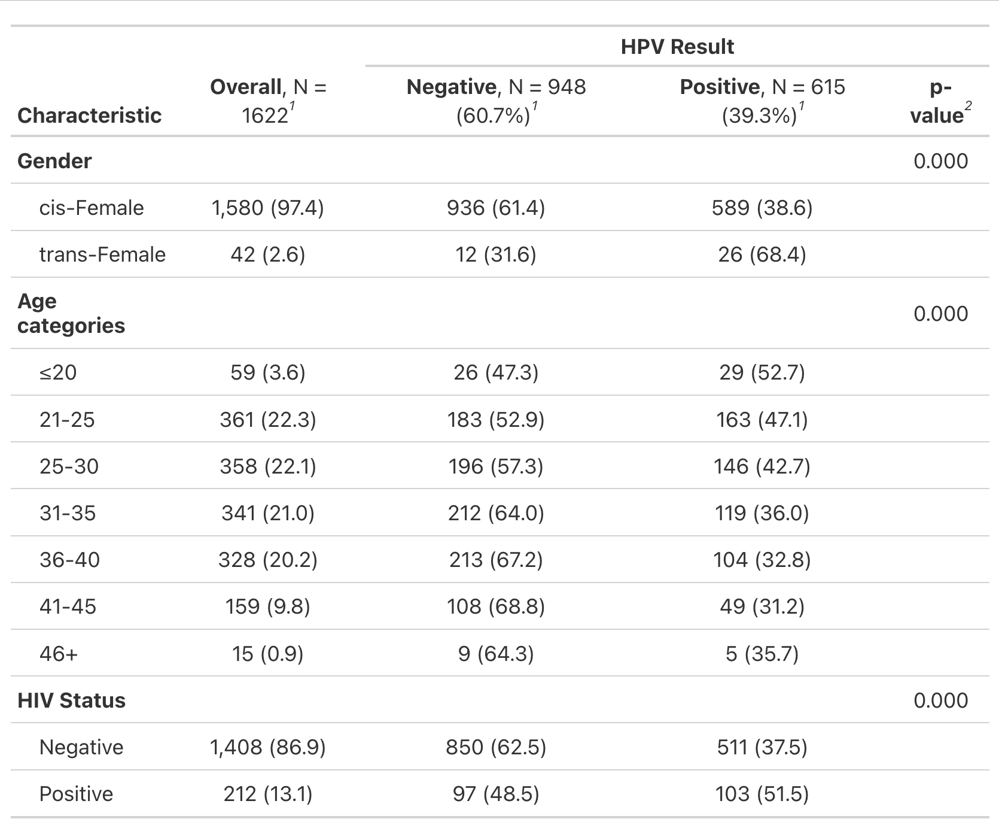 HPV Result
Characteristic Overall, N = 1622¹ Negative, N = 948 (60.7%)¹ Positive, N = 615 (39.3%)¹ p-value²
Gender 0.000
cis-Female 1,580 (97.4) 936 (61.4) 589 (38.6)
trans-Female 42 (2.6) 12 (31.6) 26 (68.4)
Age categories 0.000
≤20 59 (3.6) 26 (47.3) 29 (52.7)
21-25 361 (22.3) 183 (52.9) 163 (47.1)
25-30 358 (22.1) 196 (57.3) 146 (42.7)
31-35 341 (21.0) 212 (64.0) 119 (36.0)
36-40 328 (20.2) 213 (67.2) 104 (32.8)
41-45 159 (9.8) 108 (68.8) 49 (31.2)
46+ 15 (0.9) 9 (64.3) 5 (35.7)
HIV Status 0.000
Negative 1,408 (86.9) 850 (62.5) 511 (37.5)
Positive 212 (13.1) 97 (48.5) 103 (51.5)